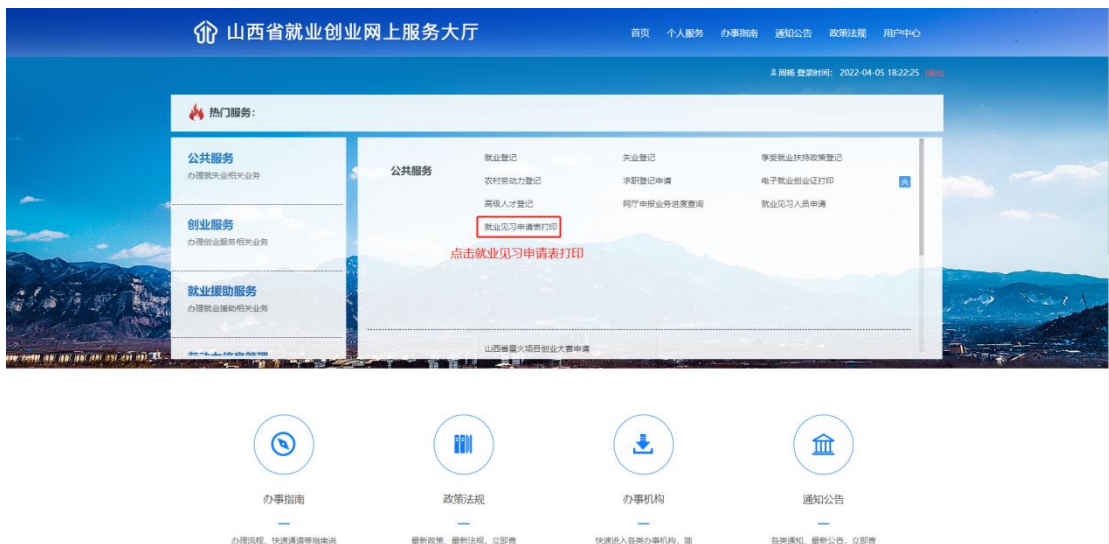 山西省就业创业网上服务大厅
首页 个人服务 办事指南 通知公告 政策法规 用户中心
周杨 登录时间： 2022-04-05 18:22:25
热门服务：
公共服务
办理就失业相关业务
创业服务
办理创业服务相关业务
就业援助服务
办理就业援助相关业务
公共服务
就业登记 失业登记 享受就业扶持政策登记
农村劳动力登记 求职登记申请 电子就业创业证打印
高级人才登记 网厅申报业务进度查询 就业见习人员申请
就业见习申请表打印
点击就业见习申请表打印
山西省星火项目创业大赛申请
办事指南 政策法规 办事机构 通知公告
办理流程、快速通道等指南说 最新政策、最新法规，立即查 快速进入各类办事机构，简 各类通知、最新公告，立即查